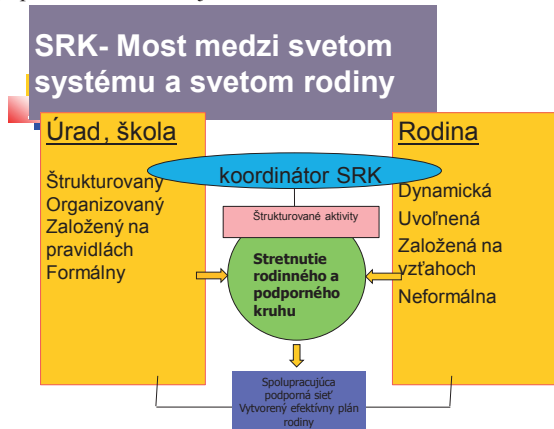 SRK- Most medzi svetom
systému a svetom rodiny
Úrad, škola
Štrukturovaný
Organizovaný
Založený na
pravidlách
Formálny
koordinátor SRK
Štrukturované aktivity
Stretnutie
rodinného a
podporného
kruhu
Rodina
Dynamická
Uvoľnená
Založená na
vzťahoch
Neformálna
Spolupracujúca
podporná sieť
Vytvorený efektívny plán
rodiny